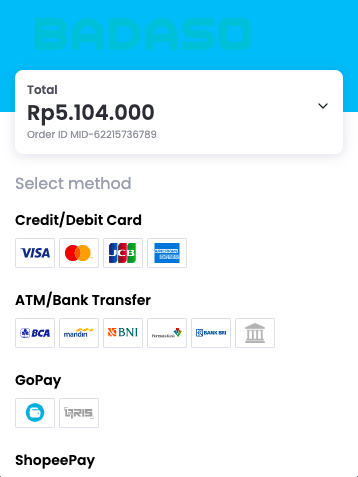 BADASO
Total
Rp5.104.000
Order ID MID-62215736789
Select method
Credit/Debit Card
VISA JCB AMERICAN EXPRESS
ATM/Bank Transfer
BCA mandiri BNI PermataBank BANK BRI
GoPay
QRIS
ShopeePay